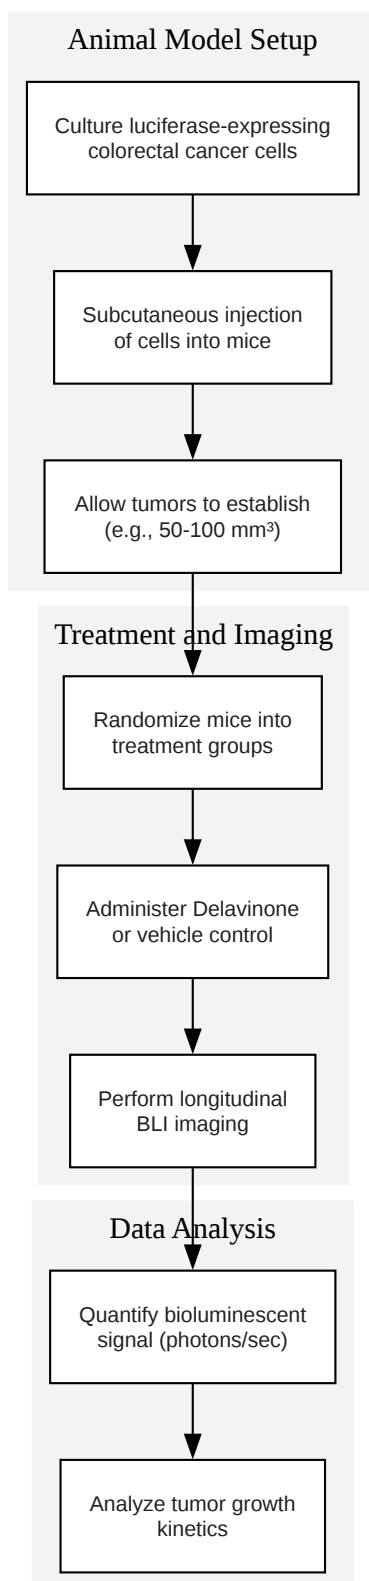 Animal Model Setup
Culture luciferase-expressing
colorectal cancer cells
Subcutaneous injection
of cells into mice
Allow tumors to establish
(e.g., 50-100 mm³)
Treatment and Imaging
Randomize mice into
treatment groups
Administer Delavinone
or vehicle control
Perform longitudinal
BLI imaging
Data Analysis
Quantify bioluminescent
signal (photons/sec)
Analyze tumor growth
kinetics